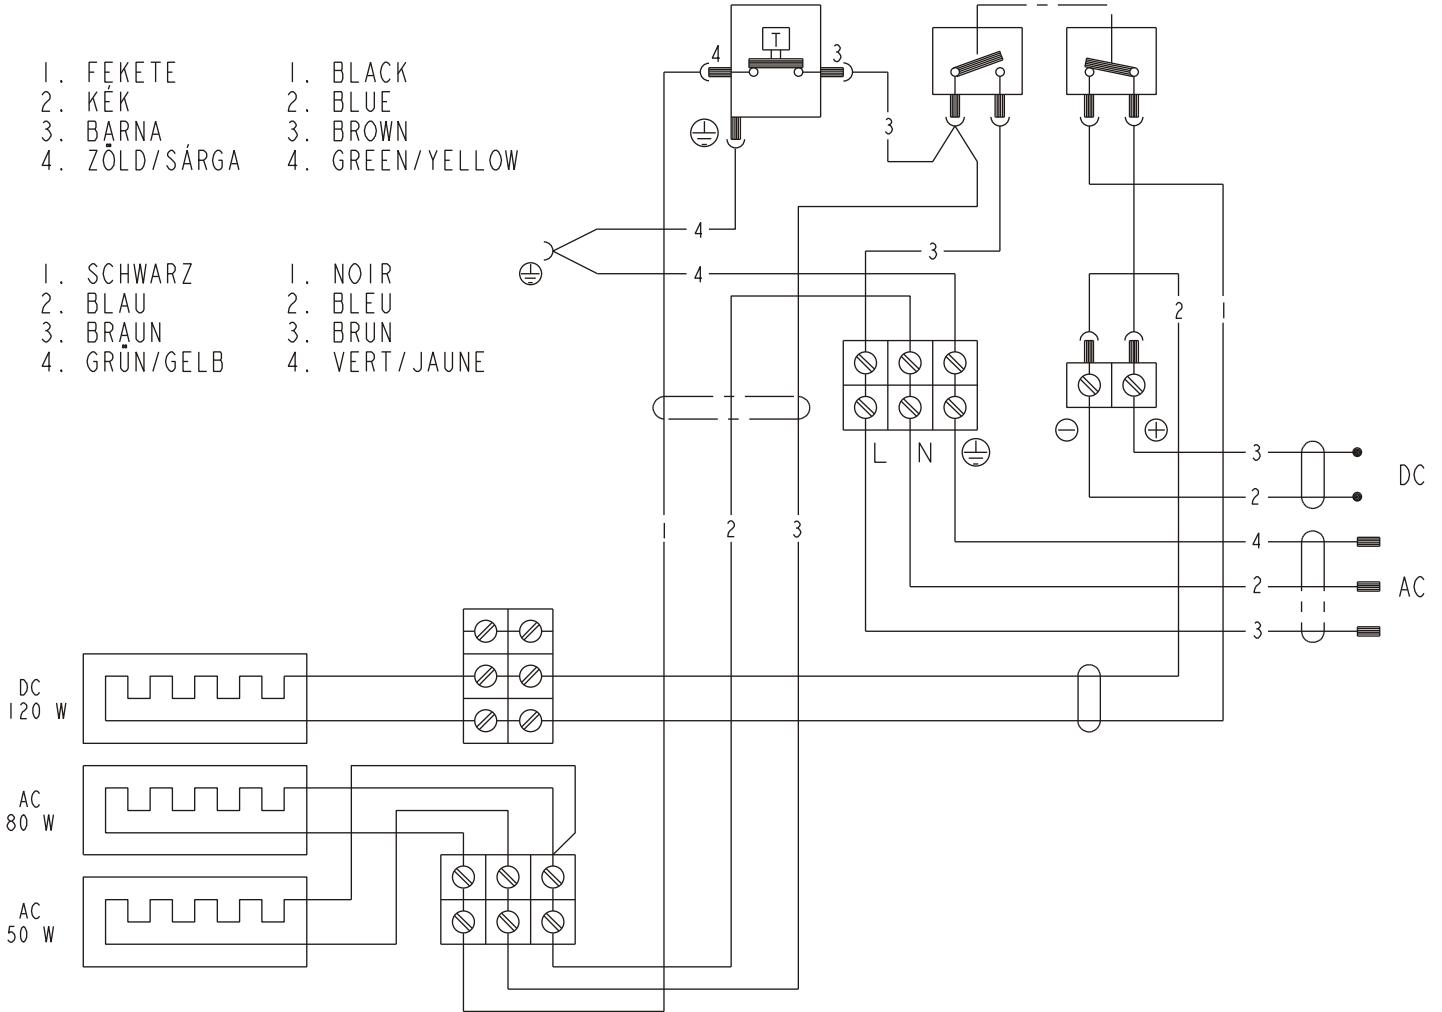 1. FEKETE
2. KÉK
3. BARNA
4. ZÖLD/SÁRGA
1. BLACK
2. BLUE
3. BROWN
4. GREEN/YELLOW
1. SCHWARZ
2. BLAU
3. BRAUN
4. GRÜN/GELB
1. NOIR
2. BLEU
3. BRUN
4. VERT/JAUNE
T
4
3
3
4
3
4
2
1
L N
- +
3
DC
2
4
2
AC
3
1
2
3
DC
120 W
AC
80 W
AC
50 W